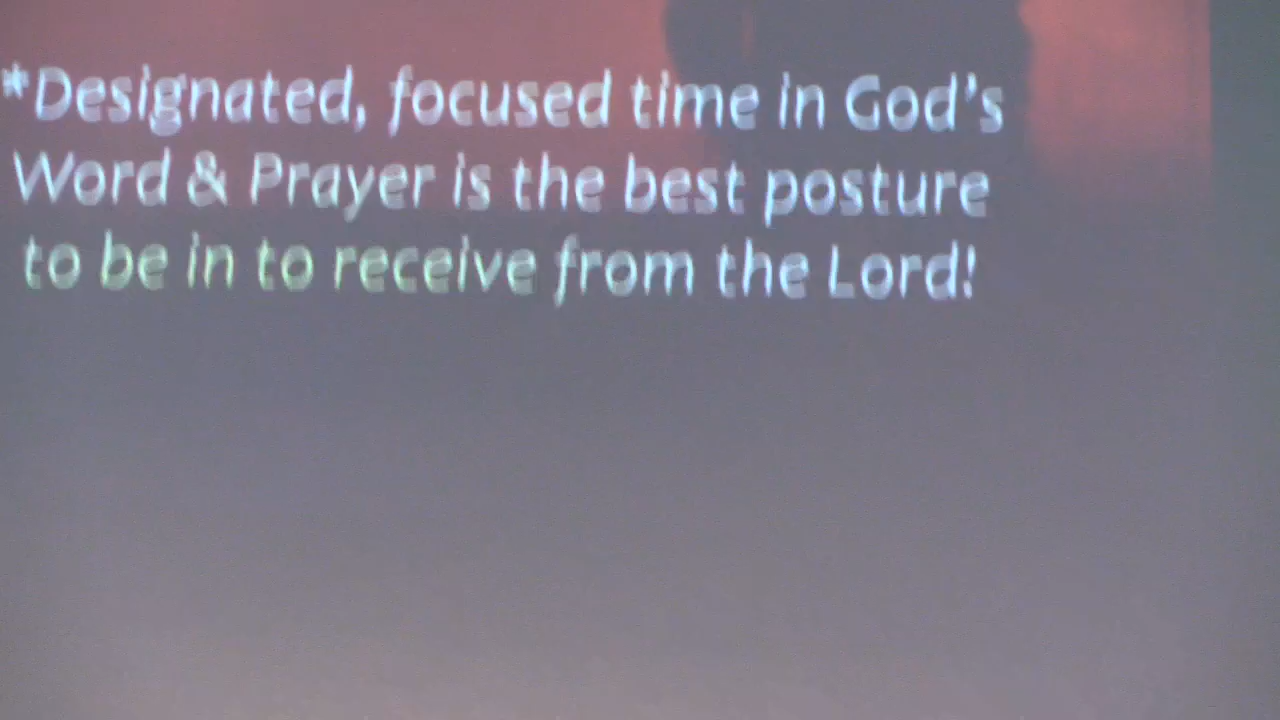 *Designated, focused time in God's
Word & Prayer is the best posture
to be in to receive from the Lord!